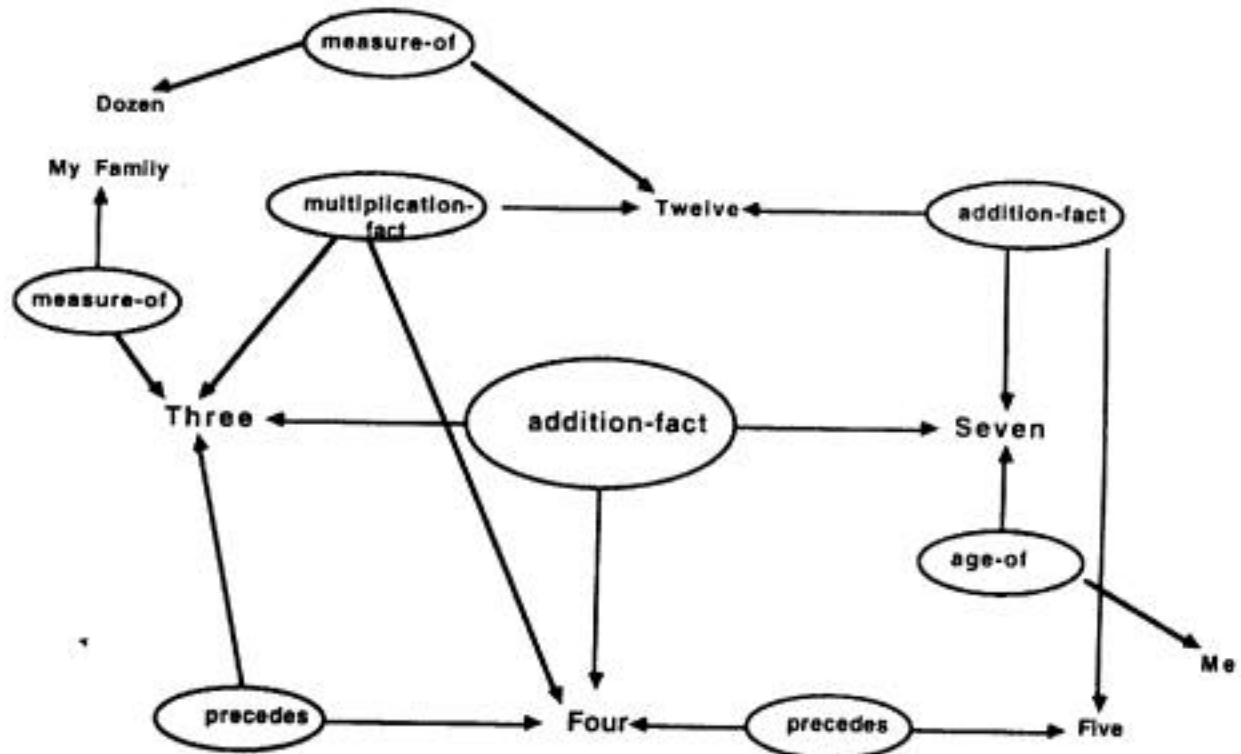 measure-of
Dozen
My Family
multiplication-
fact
Twelve
addition-fact
measure-of
Three
addition-fact
Seven
age-of
Me
precedes
Four
precedes
Five